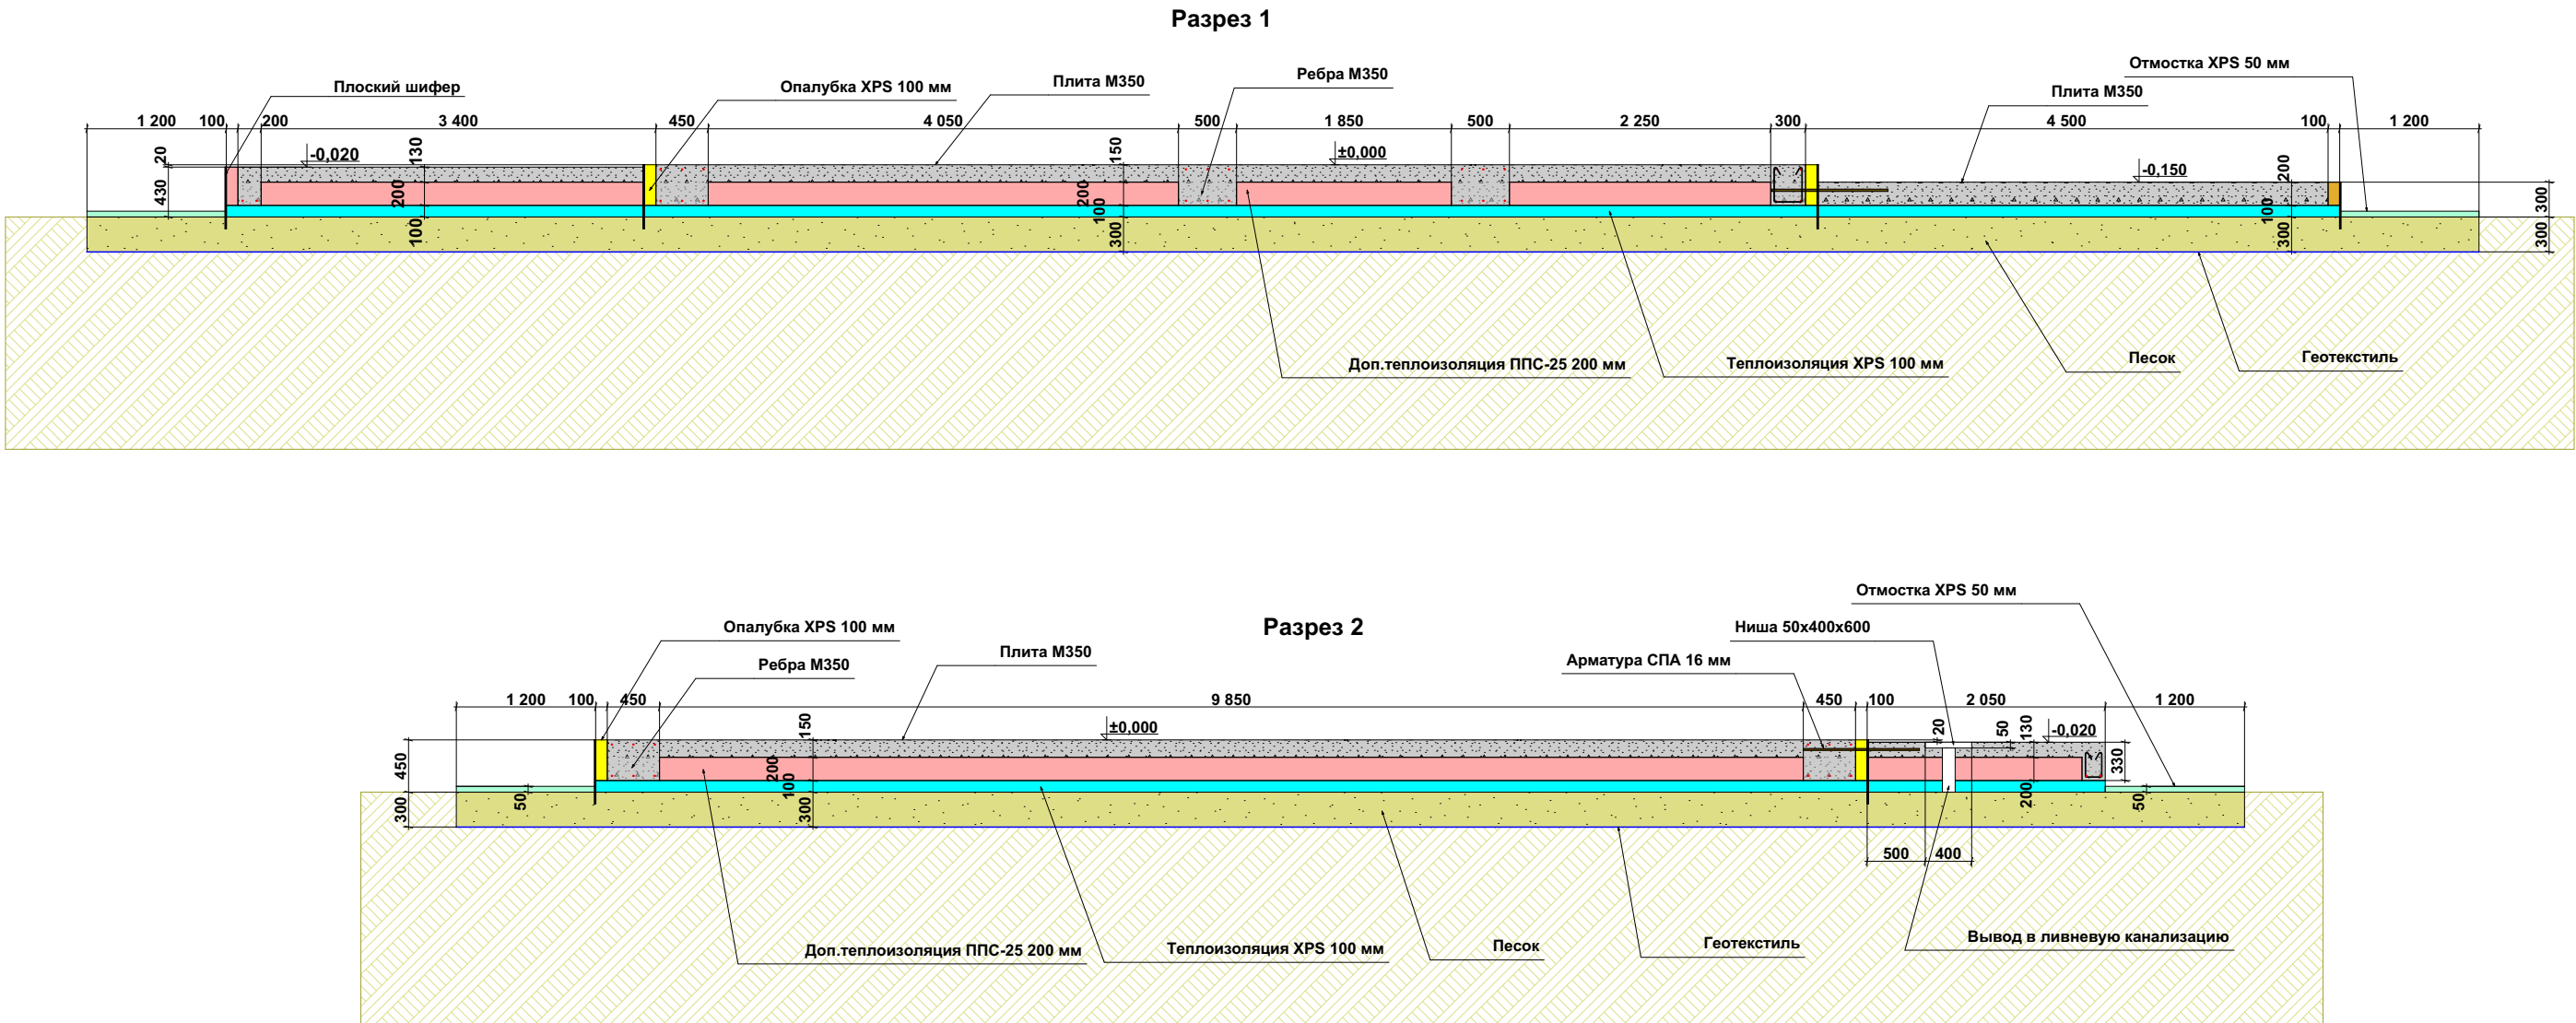 Разрез 1
Плоский шифер
Опалубка XPS 100 мм
Плита М350
Ребра М350
Отмостка XPS 50 мм
Плита М350
1 200 100 200 3 400 450 4 050 500 1 850 500 2 250 300 4 500 100 1 200
20
430
-0,020
130
200
100
150
200
100
300
±0,000
-0,150
200
100
300
300
300
Доп.теплоизоляция ППС-25 200 мм
Теплоизоляция XPS 100 мм
Песок
Геотекстиль
Разрез 2
Отмостка XPS 50 мм
Опалубка XPS 100 мм
Ниша 50х400х600
Ребра М350
Плита М350
Арматура СПА 16 мм
1 200 100 450 9 850 450 100 2 050 1 200
450
300
50
150
200
100
300
±0,000
20
50
130
-0,020
330
200
50
500 400
Доп.теплоизоляция ППС-25 200 мм
Теплоизоляция XPS 100 мм
Песок
Геотекстиль
Вывод в ливневую канализацию